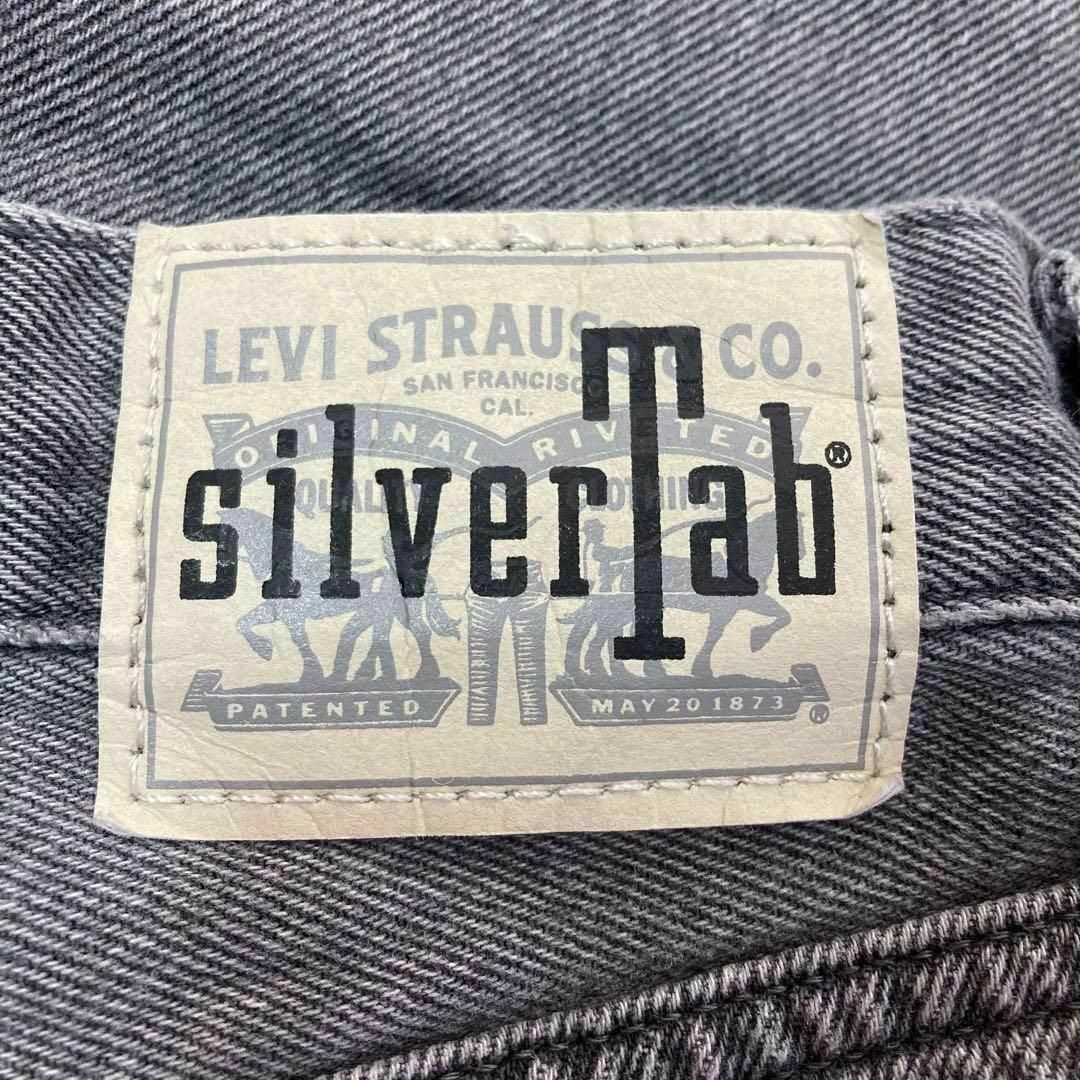 LEVI STRAUSS & CO.
SAN FRANCISCO
CAL.
ORIGINAL RIVETED
QUALITY CLOTHING
silverTab®
PATENTED MAY 20 1873 ®